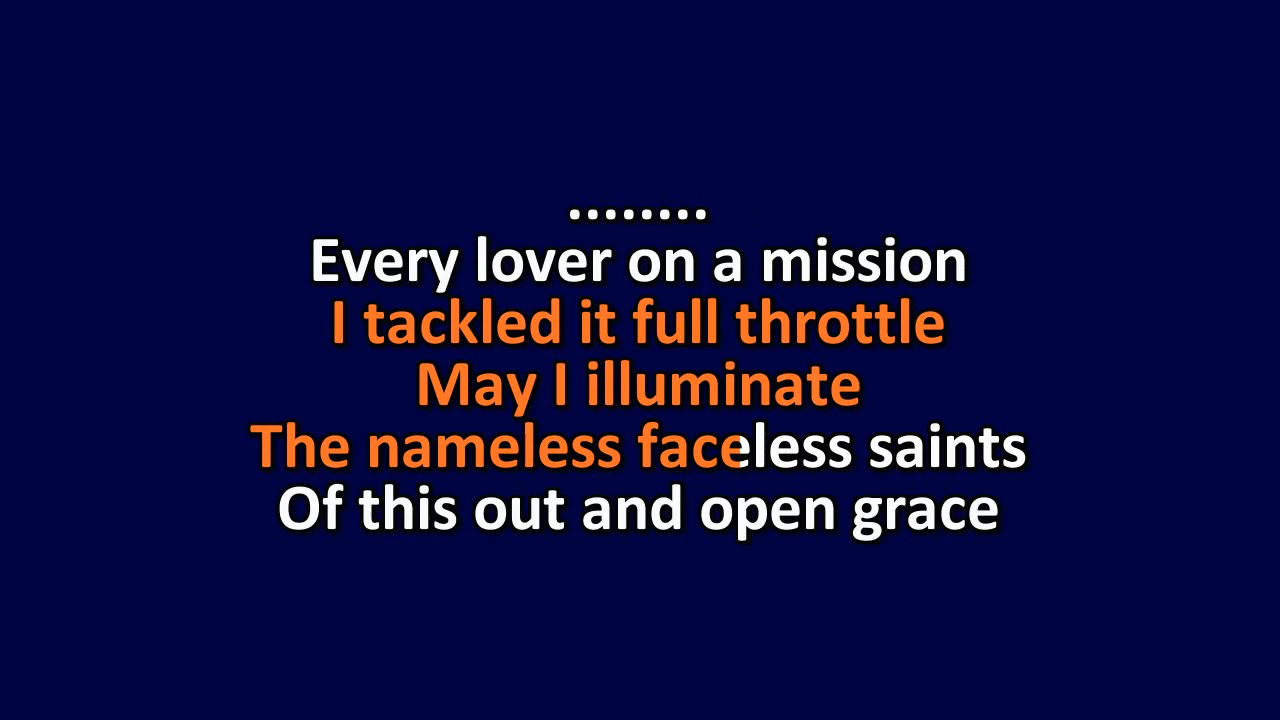 ........
Every lover on a mission
I tackled it full throttle
May I illuminate
The nameless faceless saints
Of this out and open grace